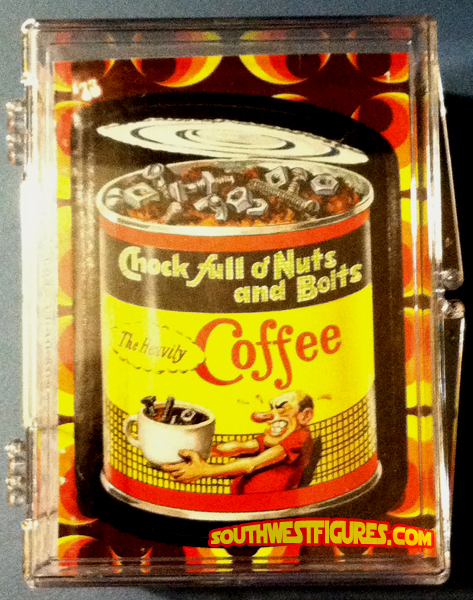 Chock full o' Nuts
and Bolts
The Heavily
Coffee
SOUTHWESTFIGURES.COM